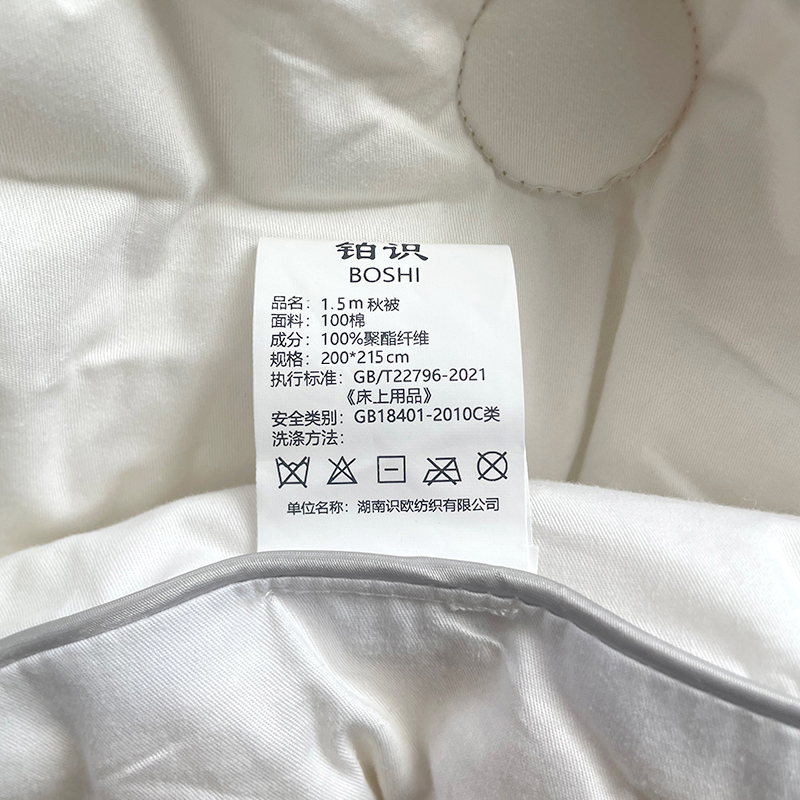 铂识
BOSHI
品名：1.5m秋被
面料：100棉
成分：100%聚酯纤维
规格：200*215cm
执行标准：GB/T22796-2021
《床上用品》
安全类别：GB18401-2010C类
洗涤方法：
单位名称：湖南识欧纺织有限公司